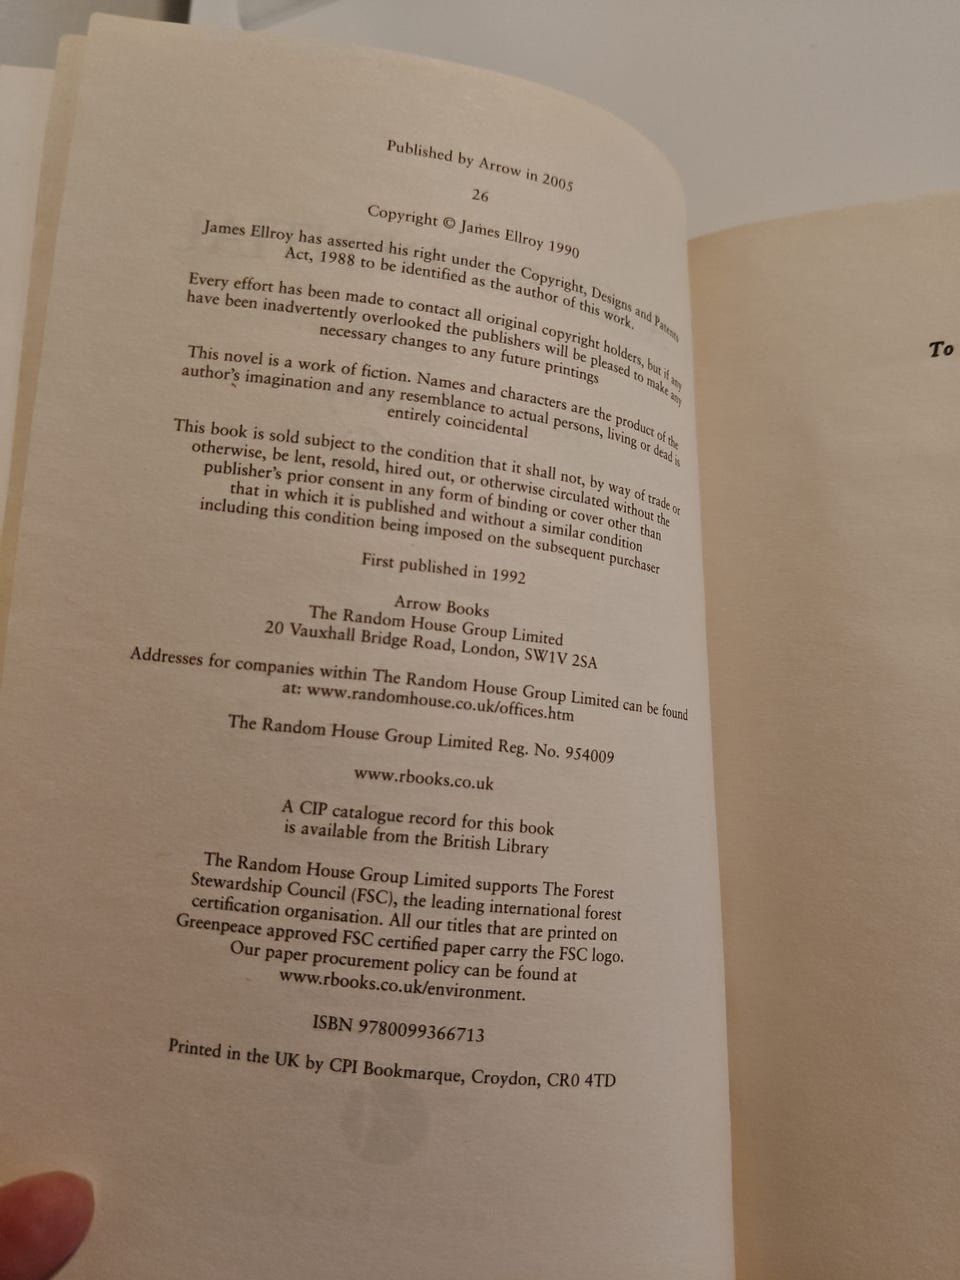 Published by Arrow in 2005
26
Copyright © James Ellroy 1990
James Ellroy has asserted his right under the Copyright, Designs and Patents
Act, 1988 to be identified as the author of this work.
Every effort has been made to contact all original copyright holders, but if any
have been inadvertently overlooked the publishers will be pleased to make any
necessary changes to any future printings
This novel is a work of fiction. Names and characters are the product of the
author's imagination and any resemblance to actual persons, living or dead is
entirely coincidental
This book is sold subject to the condition that it shall not, by way of trade or
otherwise, be lent, resold, hired out, or otherwise circulated without the
publisher's prior consent in any form of binding or cover other than
that in which it is published and without a similar condition
including this condition being imposed on the subsequent purchaser
First published in 1992
Arrow Books
The Random House Group Limited
20 Vauxhall Bridge Road, London, SW1V 2SA
Addresses for companies within The Random House Group Limited can be found
at: www.randomhouse.co.uk/offices.htm
The Random House Group Limited Reg. No. 954009
www.rbooks.co.uk
A CIP catalogue record for this book
is available from the British Library
The Random House Group Limited supports The Forest
Stewardship Council (FSC), the leading international forest
certification organisation. All our titles that are printed on
Greenpeace approved FSC certified paper carry the FSC logo.
Our paper procurement policy can be found at
www.rbooks.co.uk/environment.
ISBN 9780099366713
Printed in the UK by CPI Bookmarque, Croydon, CR0 4TD
To